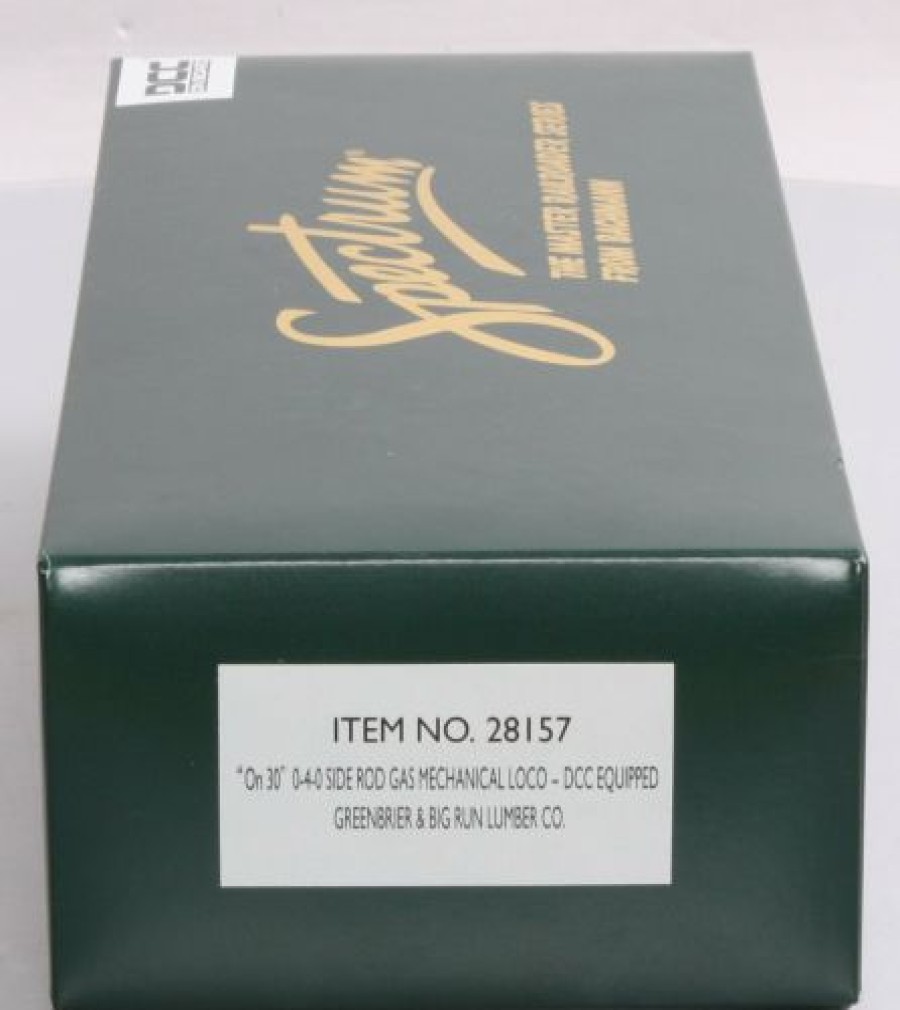 DCC
Spectrum®
THE MASTER RAILROADER SERIES
FROM BACHMANN
ITEM NO. 28157
"On 30" 0-4-0 SIDE ROD GAS MECHANICAL LOCO – DCC EQUIPPED
GREENBRIER & BIG RUN LUMBER CO.